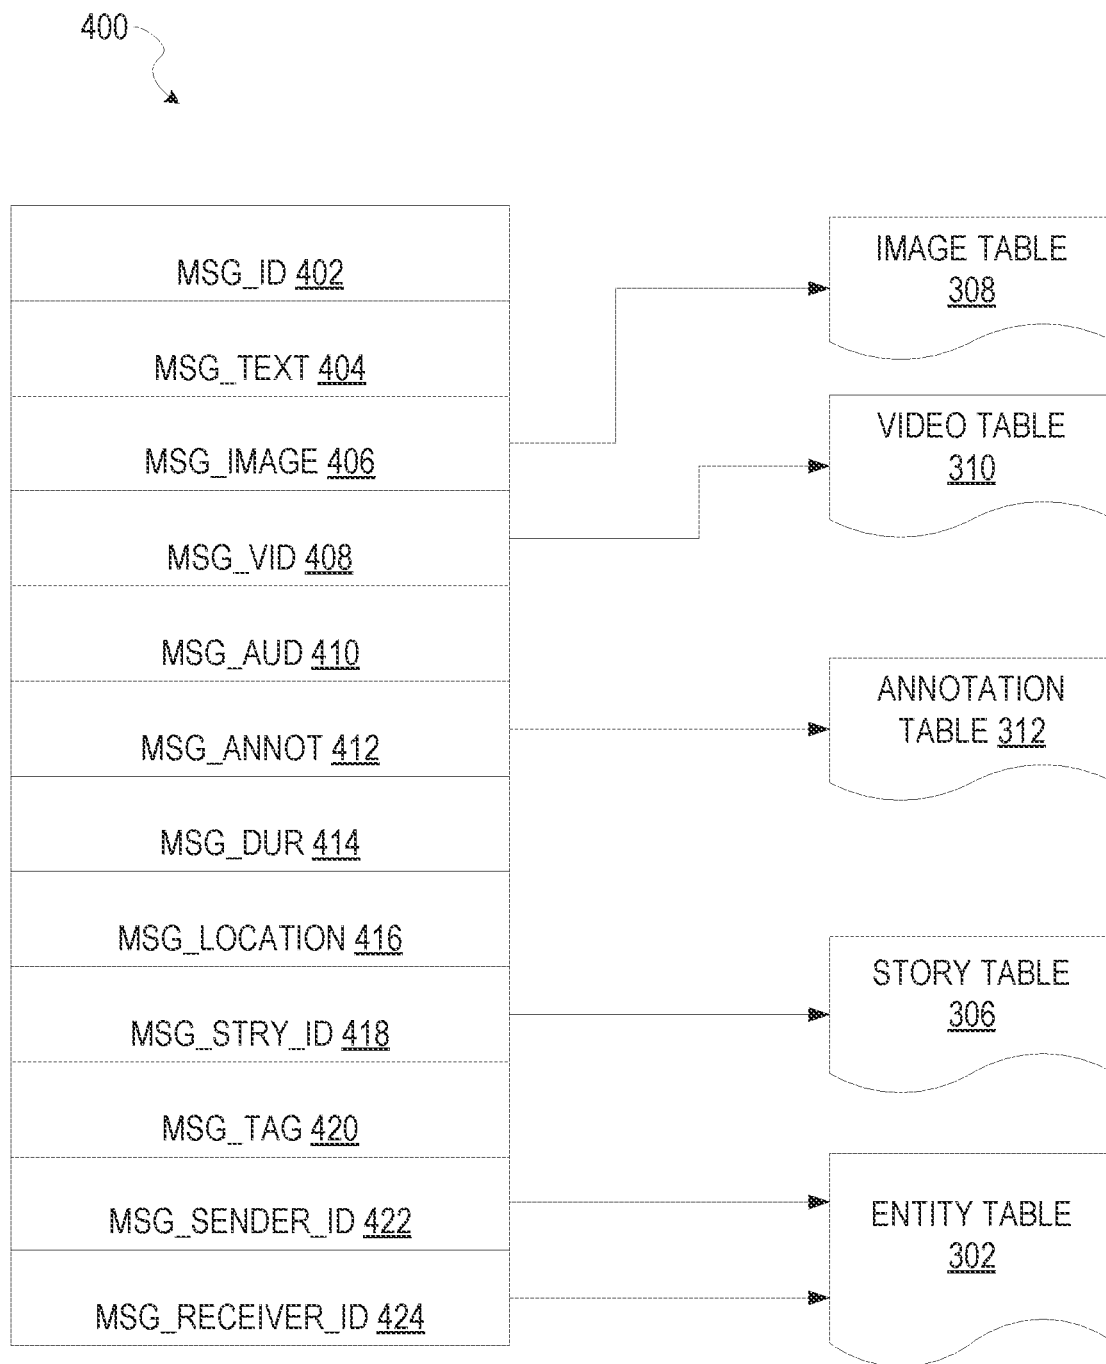 400
MSG_ID 402
MSG_TEXT 404
MSG_IMAGE 406
MSG_VID 408
MSG_AUD 410
MSG_ANNOT 412
MSG_DUR 414
MSG_LOCATION 416
MSG_STRY_ID 418
MSG_TAG 420
MSG_SENDER_ID 422
MSG_RECEIVER_ID 424
IMAGE TABLE
308
VIDEO TABLE
310
ANNOTATION
TABLE 312
STORY TABLE
306
ENTITY TABLE
302